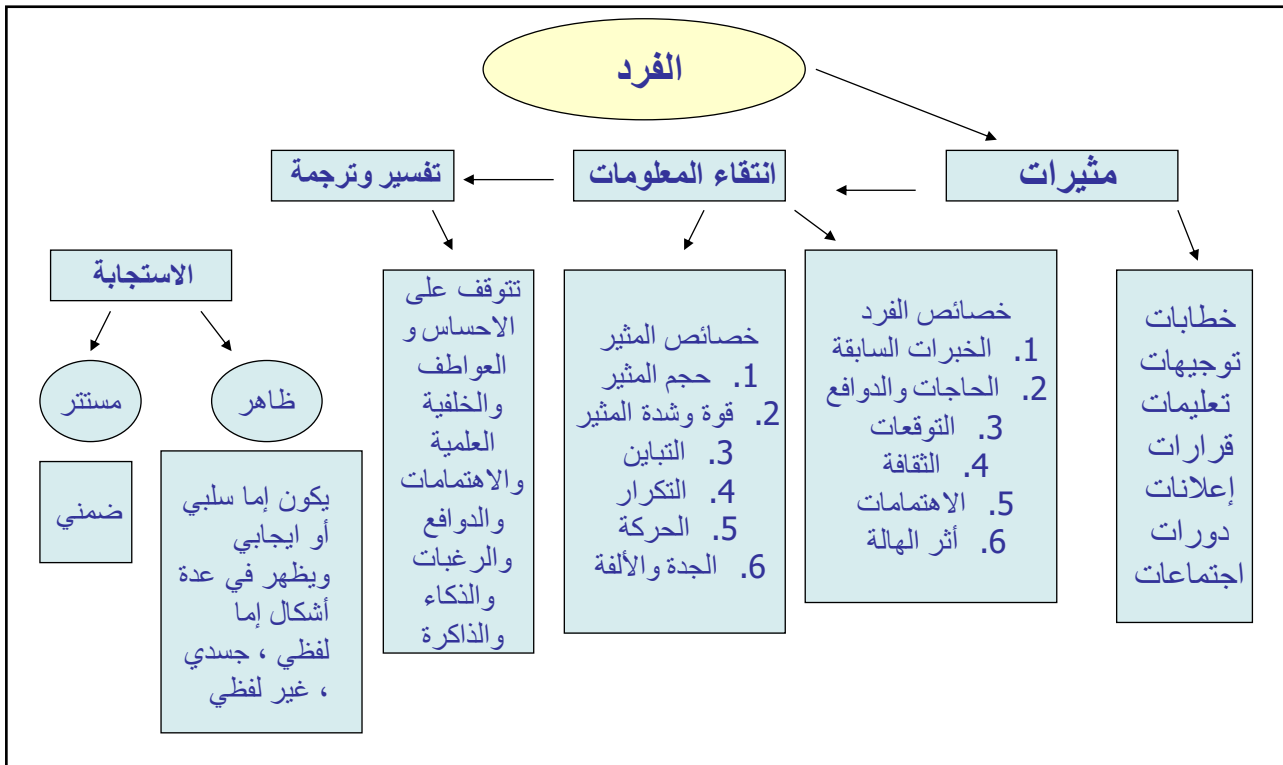 الفرد
مثيرات
انتقاء المعلومات
تفسير وترجمة
خطابات
توجيهات
تعليمات
قرارات
إعلانات
دورات
اجتماعات
خصائص الفرد
1. الخبرات السابقة
2. الحاجات والدوافع
3. التوقعات
4. الثقافة
5. الاهتمامات
6. أثر الهالة
خصائص المثير
1. حجم المثير
2. قوة وشدة المثير
3. التباين
4. التكرار
5. الحركة
6. الجدة والألفة
تتوقف على
الاحساس و
العواطف
والخلفية
العلمية
والاهتمامات
والدوافع
والرغبات
والذكاء
والذاكرة
الاستجابة
ظاهر
مستتر
يكون إما سلبي
أو ايجابي
ويظهر في عدة
أشكال إما
لفظي ، جسدي
، غير لفظي
ضمني